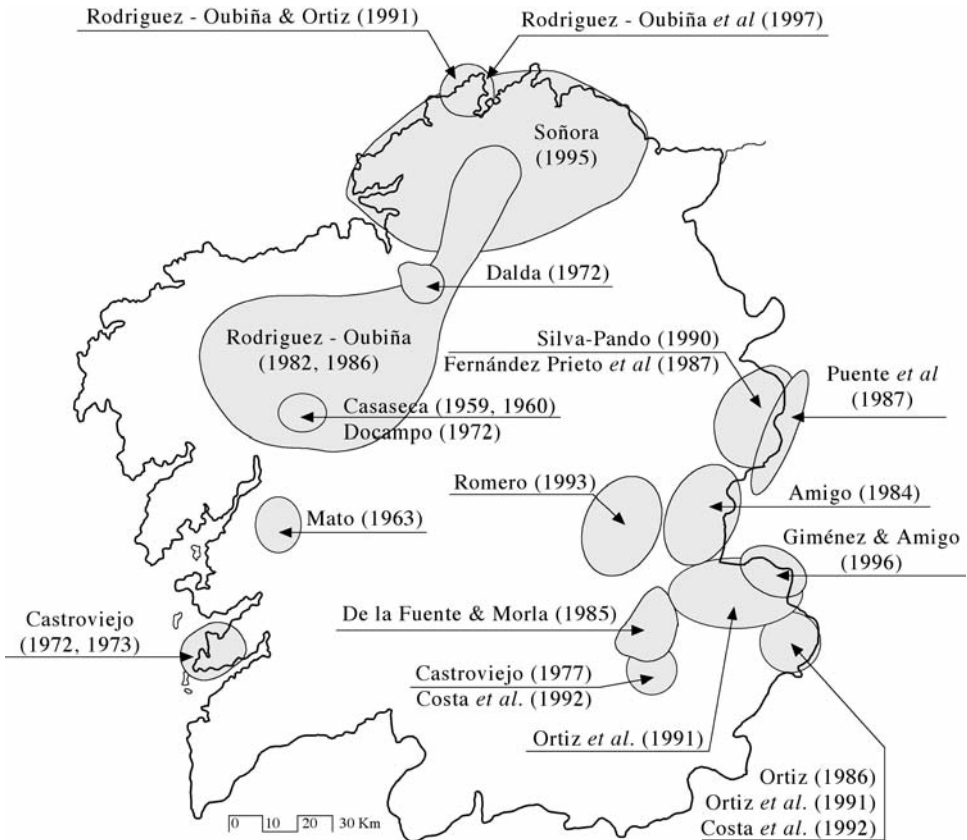 Rodriguez - Oubiña & Ortiz (1991)
Rodriguez - Oubiña et al (1997)
Soñora
(1995)
Dalda (1972)
Rodriguez - Oubiña
(1982, 1986)
Silva-Pando (1990)
Fernández Prieto et al (1987)
Puente et al
(1987)
Casaseca (1959, 1960)
Docampo (1972)
Romero (1993)
Amigo (1984)
Mato (1963)
Giménez & Amigo
(1996)
Castroviejo
(1972, 1973)
De la Fuente & Morla (1985)
Castroviejo (1977)
Costa et al. (1992)
Ortiz et al. (1991)
Ortiz (1986)
Ortiz et al. (1991)
Costa et al. (1992)
0 10 20 30 Km